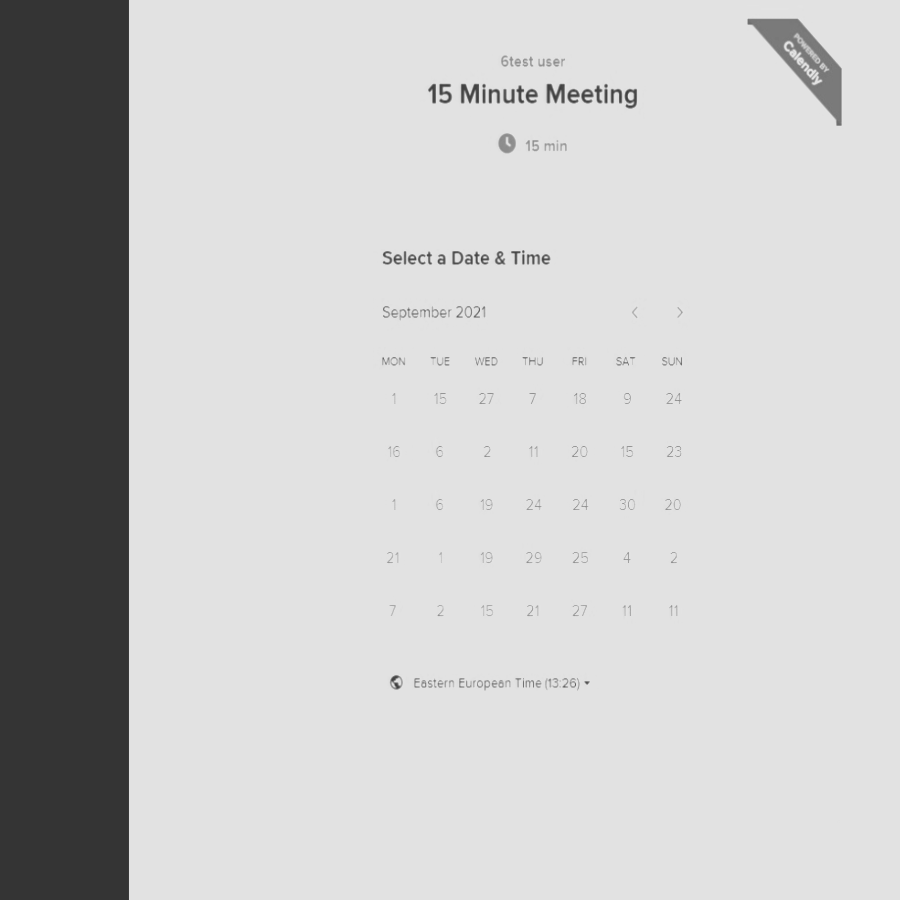 POWERED BY
Calendly
6test user
15 Minute Meeting
15 min
Select a Date & Time
September 2021
MON TUE WED THU FRI SAT SUN
1 15 27 7 18 9 24
16 6 2 11 20 15 23
1 6 19 24 24 30 20
21 1 19 29 25 4 2
7 2 15 21 27 11 11
Eastern European Time (13:26)